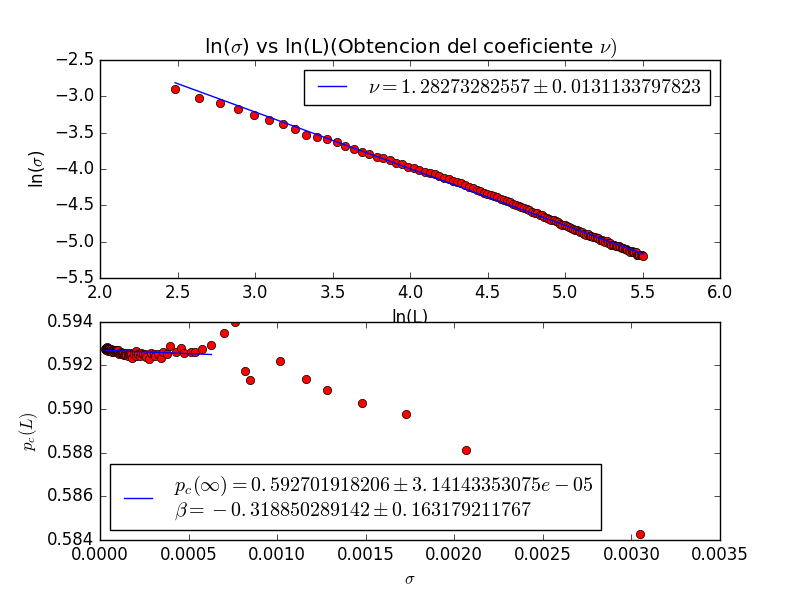 ln(σ) vs ln(L)(Obtencion del coeficiente ν)
−2.5
−3.0
−3.5
−4.0
−4.5
−5.0
−5.5
ln(σ)
ν = 1.28273282557 ± 0.0131133797823
2.0 2.5 3.0 3.5 4.0 4.5 5.0 5.5 6.0
ln(L)
0.594
0.592
0.590
0.588
0.586
0.584
p_c(L)
p_c(∞) = 0.592701918206 ± 3.14143353075e − 05
β = −0.318850289142 ± 0.163179211767
0.0000 0.0005 0.0010 0.0015 0.0020 0.0025 0.0030 0.0035
σ